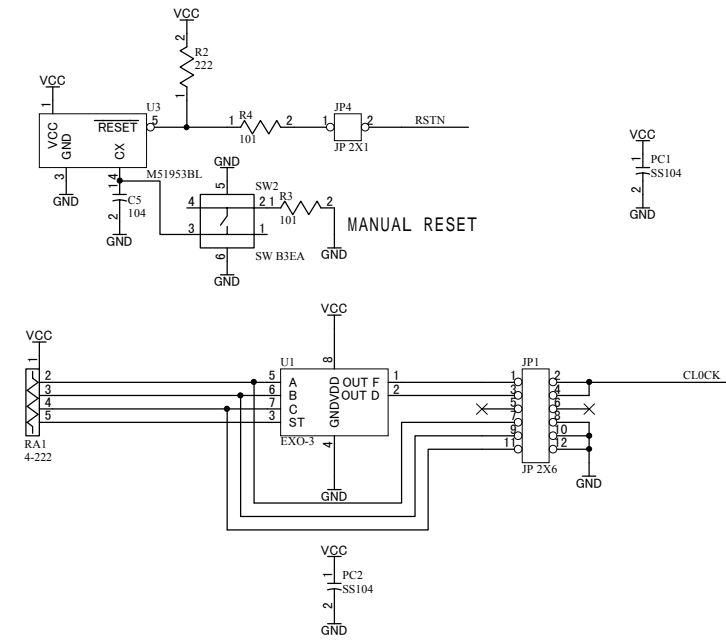 VCC
2
R2
222
VCC
1
1
U3
RESET
5
1
R4
2
101
JP4
1
2
JP 2X1
RSTN
VCC
GND
CX
3
4
M51953BL
GND
1
C5
104
2
GND
GND
5
SW2
4
2
1
R3
2
101
MANUAL RESET
3
1
6
SW B3EA
GND
GND
VCC
1
PC1
SS104
2
GND
VCC
VCC
1
8
U1
JP1
2
5
A
VDD
OUT F
1
1
2
CL0CK
3
6
B
OUT D
2
3
4
4
7
C
GND
5
6
5
3
ST
7
8
RA1
4-222
EXO-3
4
9
10
11
12
JP 2X6
GND
GND
VCC
1
PC2
SS104
2
GND